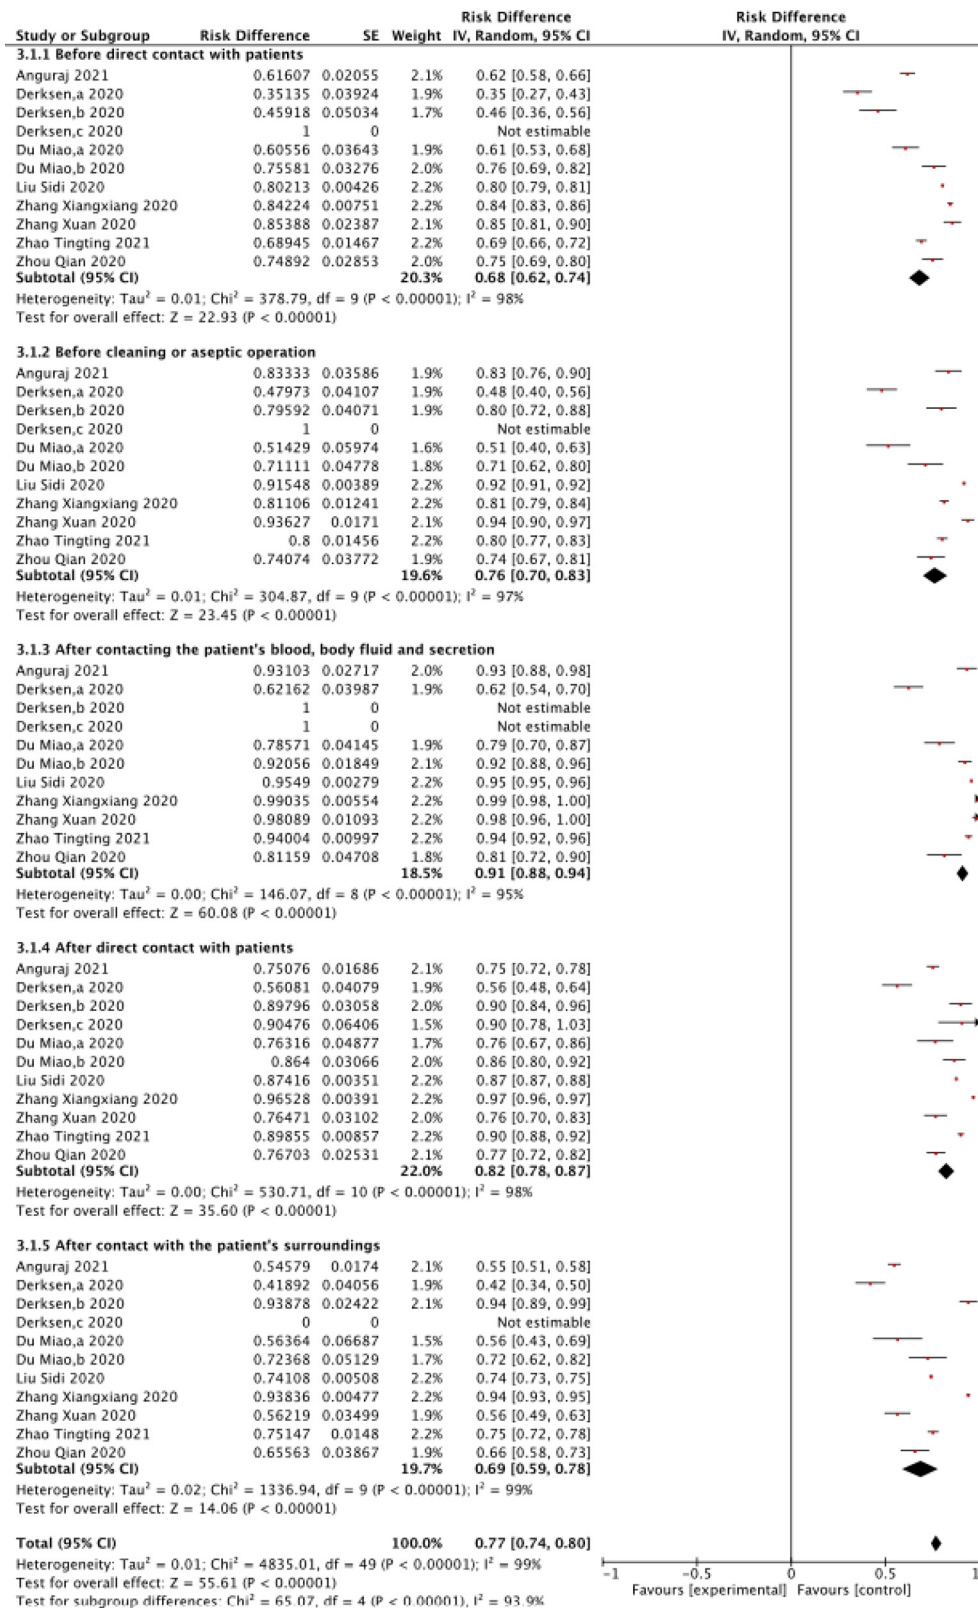 Risk Difference Risk Difference
Study or Subgroup Risk Difference SE Weight IV, Random, 95% CI IV, Random, 95% CI
3.1.1 Before direct contact with patients
Anguraj 2021 0.61607 0.02055 2.1% 0.62 [0.58, 0.66]
Derksen,a 2020 0.35135 0.03924 1.9% 0.35 [0.27, 0.43]
Derksen,b 2020 0.45918 0.05034 1.7% 0.46 [0.36, 0.56]
Derksen,c 2020 1 0 Not estimable
Du Miao,a 2020 0.60556 0.03643 1.9% 0.61 [0.53, 0.68]
Du Miao,b 2020 0.75581 0.03276 2.0% 0.76 [0.69, 0.82]
Liu Sidi 2020 0.80213 0.00426 2.2% 0.80 [0.79, 0.81]
Zhang Xiangxiang 2020 0.84224 0.00751 2.2% 0.84 [0.83, 0.86]
Zhang Xuan 2020 0.85388 0.02387 2.1% 0.85 [0.81, 0.90]
Zhao Tingting 2021 0.68945 0.01467 2.2% 0.69 [0.66, 0.72]
Zhou Qian 2020 0.74892 0.02853 2.0% 0.75 [0.69, 0.80]
Subtotal (95% CI) 20.3% 0.68 [0.62, 0.74]
Heterogeneity: Tau² = 0.01; Chi² = 378.79, df = 9 (P < 0.00001); I² = 98%
Test for overall effect: Z = 22.93 (P < 0.00001)
3.1.2 Before cleaning or aseptic operation
Anguraj 2021 0.83333 0.03586 1.9% 0.83 [0.76, 0.90]
Derksen,a 2020 0.47973 0.04107 1.9% 0.48 [0.40, 0.56]
Derksen,b 2020 0.79592 0.04071 1.9% 0.80 [0.72, 0.88]
Derksen,c 2020 1 0 Not estimable
Du Miao,a 2020 0.51429 0.05974 1.6% 0.51 [0.40, 0.63]
Du Miao,b 2020 0.71111 0.04778 1.8% 0.71 [0.62, 0.80]
Liu Sidi 2020 0.91548 0.00389 2.2% 0.92 [0.91, 0.92]
Zhang Xiangxiang 2020 0.81106 0.01241 2.2% 0.81 [0.79, 0.84]
Zhang Xuan 2020 0.93627 0.0171 2.1% 0.94 [0.90, 0.97]
Zhao Tingting 2021 0.8 0.01456 2.2% 0.80 [0.77, 0.83]
Zhou Qian 2020 0.74074 0.03772 1.9% 0.74 [0.67, 0.81]
Subtotal (95% CI) 19.6% 0.76 [0.70, 0.83]
Heterogeneity: Tau² = 0.01; Chi² = 304.87, df = 9 (P < 0.00001); I² = 97%
Test for overall effect: Z = 23.45 (P < 0.00001)
3.1.3 After contacting the patient's blood, body fluid and secretion
Anguraj 2021 0.93103 0.02717 2.0% 0.93 [0.88, 0.98]
Derksen,a 2020 0.62162 0.03987 1.9% 0.62 [0.54, 0.70]
Derksen,b 2020 1 0 Not estimable
Derksen,c 2020 1 0 Not estimable
Du Miao,a 2020 0.78571 0.04145 1.9% 0.79 [0.70, 0.87]
Du Miao,b 2020 0.92056 0.01849 2.1% 0.92 [0.88, 0.96]
Liu Sidi 2020 0.9549 0.00279 2.2% 0.95 [0.95, 0.96]
Zhang Xiangxiang 2020 0.99035 0.00554 2.2% 0.99 [0.98, 1.00]
Zhang Xuan 2020 0.98089 0.01093 2.2% 0.98 [0.96, 1.00]
Zhao Tingting 2021 0.94004 0.00997 2.2% 0.94 [0.92, 0.96]
Zhou Qian 2020 0.81159 0.04708 1.8% 0.81 [0.72, 0.90]
Subtotal (95% CI) 18.5% 0.91 [0.88, 0.94]
Heterogeneity: Tau² = 0.00; Chi² = 146.07, df = 8 (P < 0.00001); I² = 95%
Test for overall effect: Z = 60.08 (P < 0.00001)
3.1.4 After direct contact with patients
Anguraj 2021 0.75076 0.01686 2.1% 0.75 [0.72, 0.78]
Derksen,a 2020 0.56081 0.04079 1.9% 0.56 [0.48, 0.64]
Derksen,b 2020 0.89796 0.03058 2.0% 0.90 [0.84, 0.96]
Derksen,c 2020 0.90476 0.06406 1.5% 0.90 [0.78, 1.03]
Du Miao,a 2020 0.76316 0.04877 1.7% 0.76 [0.67, 0.86]
Du Miao,b 2020 0.864 0.03066 2.0% 0.86 [0.80, 0.92]
Liu Sidi 2020 0.87416 0.00351 2.2% 0.87 [0.87, 0.88]
Zhang Xiangxiang 2020 0.96528 0.00391 2.2% 0.97 [0.96, 0.97]
Zhang Xuan 2020 0.76471 0.03102 2.0% 0.76 [0.70, 0.83]
Zhao Tingting 2021 0.89855 0.00857 2.2% 0.90 [0.88, 0.92]
Zhou Qian 2020 0.76703 0.02531 2.1% 0.77 [0.72, 0.82]
Subtotal (95% CI) 22.0% 0.82 [0.78, 0.87]
Heterogeneity: Tau² = 0.00; Chi² = 530.71, df = 10 (P < 0.00001); I² = 98%
Test for overall effect: Z = 35.60 (P < 0.00001)
3.1.5 After contact with the patient's surroundings
Anguraj 2021 0.54579 0.0174 2.1% 0.55 [0.51, 0.58]
Derksen,a 2020 0.41892 0.04056 1.9% 0.42 [0.34, 0.50]
Derksen,b 2020 0.93878 0.02422 2.1% 0.94 [0.89, 0.99]
Derksen,c 2020 0 0 Not estimable
Du Miao,a 2020 0.56364 0.06687 1.5% 0.56 [0.43, 0.69]
Du Miao,b 2020 0.72368 0.05129 1.7% 0.72 [0.62, 0.82]
Liu Sidi 2020 0.74108 0.00508 2.2% 0.74 [0.73, 0.75]
Zhang Xiangxiang 2020 0.93836 0.00477 2.2% 0.94 [0.93, 0.95]
Zhang Xuan 2020 0.56219 0.03499 1.9% 0.56 [0.49, 0.63]
Zhao Tingting 2021 0.75147 0.0148 2.2% 0.75 [0.72, 0.78]
Zhou Qian 2020 0.65563 0.03867 1.9% 0.66 [0.58, 0.73]
Subtotal (95% CI) 19.7% 0.69 [0.59, 0.78]
Heterogeneity: Tau² = 0.02; Chi² = 1336.94, df = 9 (P < 0.00001); I² = 99%
Test for overall effect: Z = 14.06 (P < 0.00001)
Total (95% CI) 100.0% 0.77 [0.74, 0.80]
Heterogeneity: Tau² = 0.01; Chi² = 4835.01, df = 49 (P < 0.00001); I² = 99%
Test for overall effect: Z = 55.61 (P < 0.00001)
Test for subgroup differences: Chi² = 65.07, df = 4 (P < 0.00001), I² = 93.9%
-1 -0.5 0 0.5 1
Favours [experimental] Favours [control]